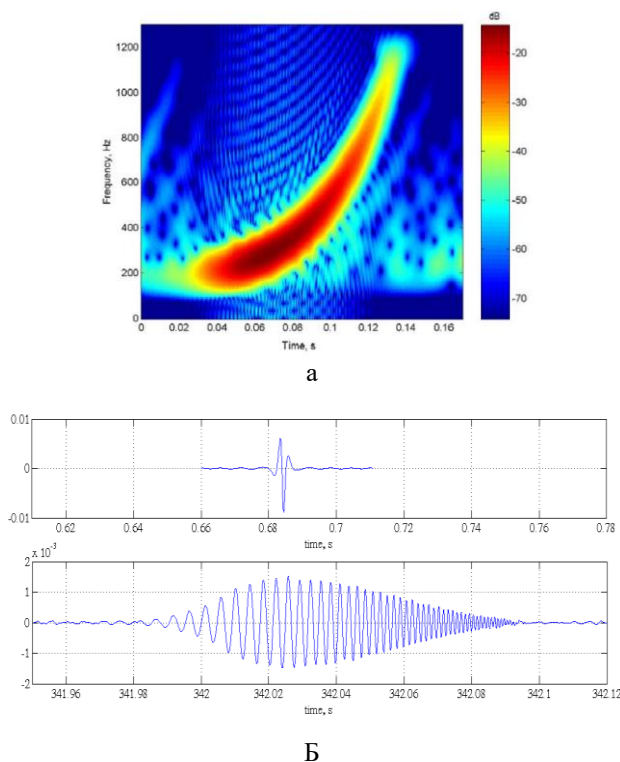 dB
1200
1000
800
600
400
200
0
Frequency, Hz
0 0.02 0.04 0.06 0.08 0.1 0.12 0.14 0.16
Time, s
-20
-30
-40
-50
-60
-70
а
0.01
0
-0.01
0.62 0.64 0.66 0.68 0.7 0.72 0.74 0.76 0.78
time, s
x 10⁻³
2
1
0
-1
-2
341.96 341.98 342 342.02 342.04 342.06 342.08 342.1 342.12
time, s
Б